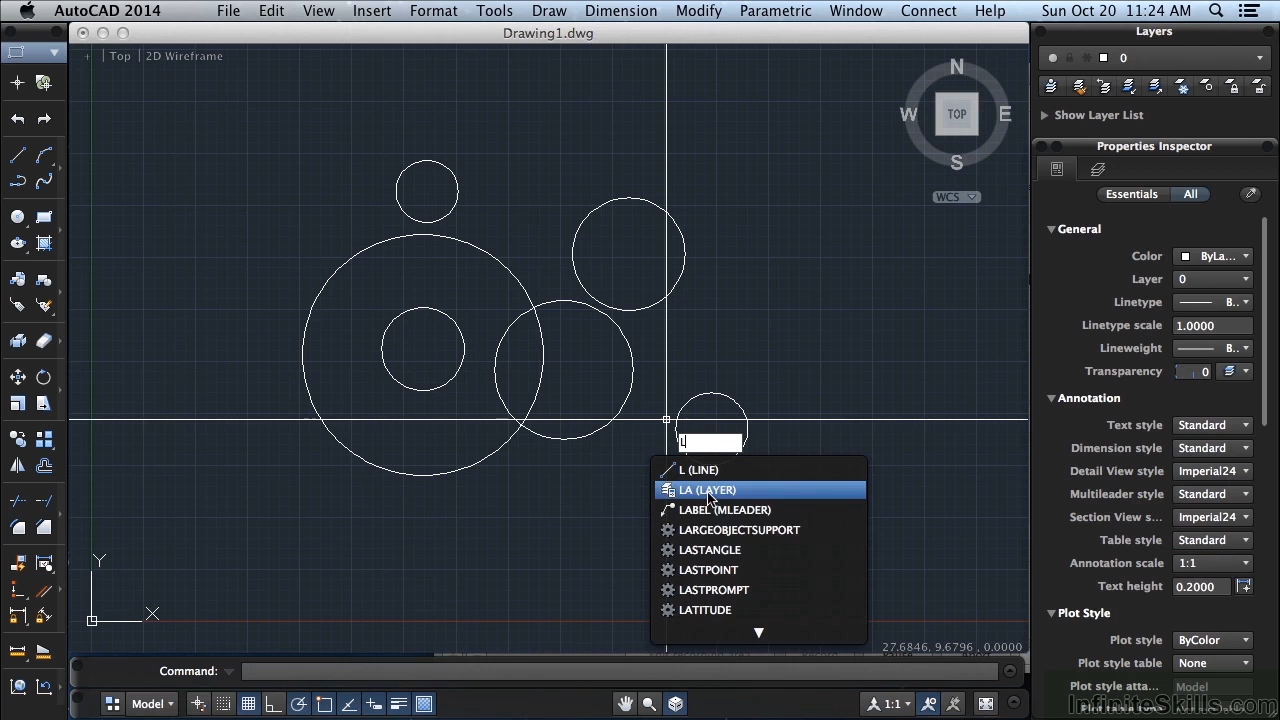 AutoCAD 2014 File Edit View Insert Format Tools Draw Dimension Modify Parametric Window Connect Help Sun Oct 20 11:24 AM
Drawing1.dwg
Layers
+ | Top | 2D Wireframe
0
N
W TOP E
S
WCS
Show Layer List
Properties Inspector
Essentials All
General
Color ByLa...
Layer 0
Linetype B..
Linetype scale 1.0000
Lineweight B..
Transparency 0
Annotation
Text style Standard
Dimension style Standard
Detail View style Imperial24
Multileader style Standard
Section View s... Imperial24
Table style Standard
Annotation scale 1:1
Text height 0.2000
Plot Style
Plot style ByColor
Plot style table None
Plot style atta... Model
L
L (LINE)
LA (LAYER)
LABEL (MLEADER)
LARGEOBJECTSUPPORT
LASTANGLE
LASTPOINT
LASTPROMPT
LATITUDE
Y
X
27.6846, 9.6796 , 0.0000
Command:
Model 1:1
InfiniteSkills.com